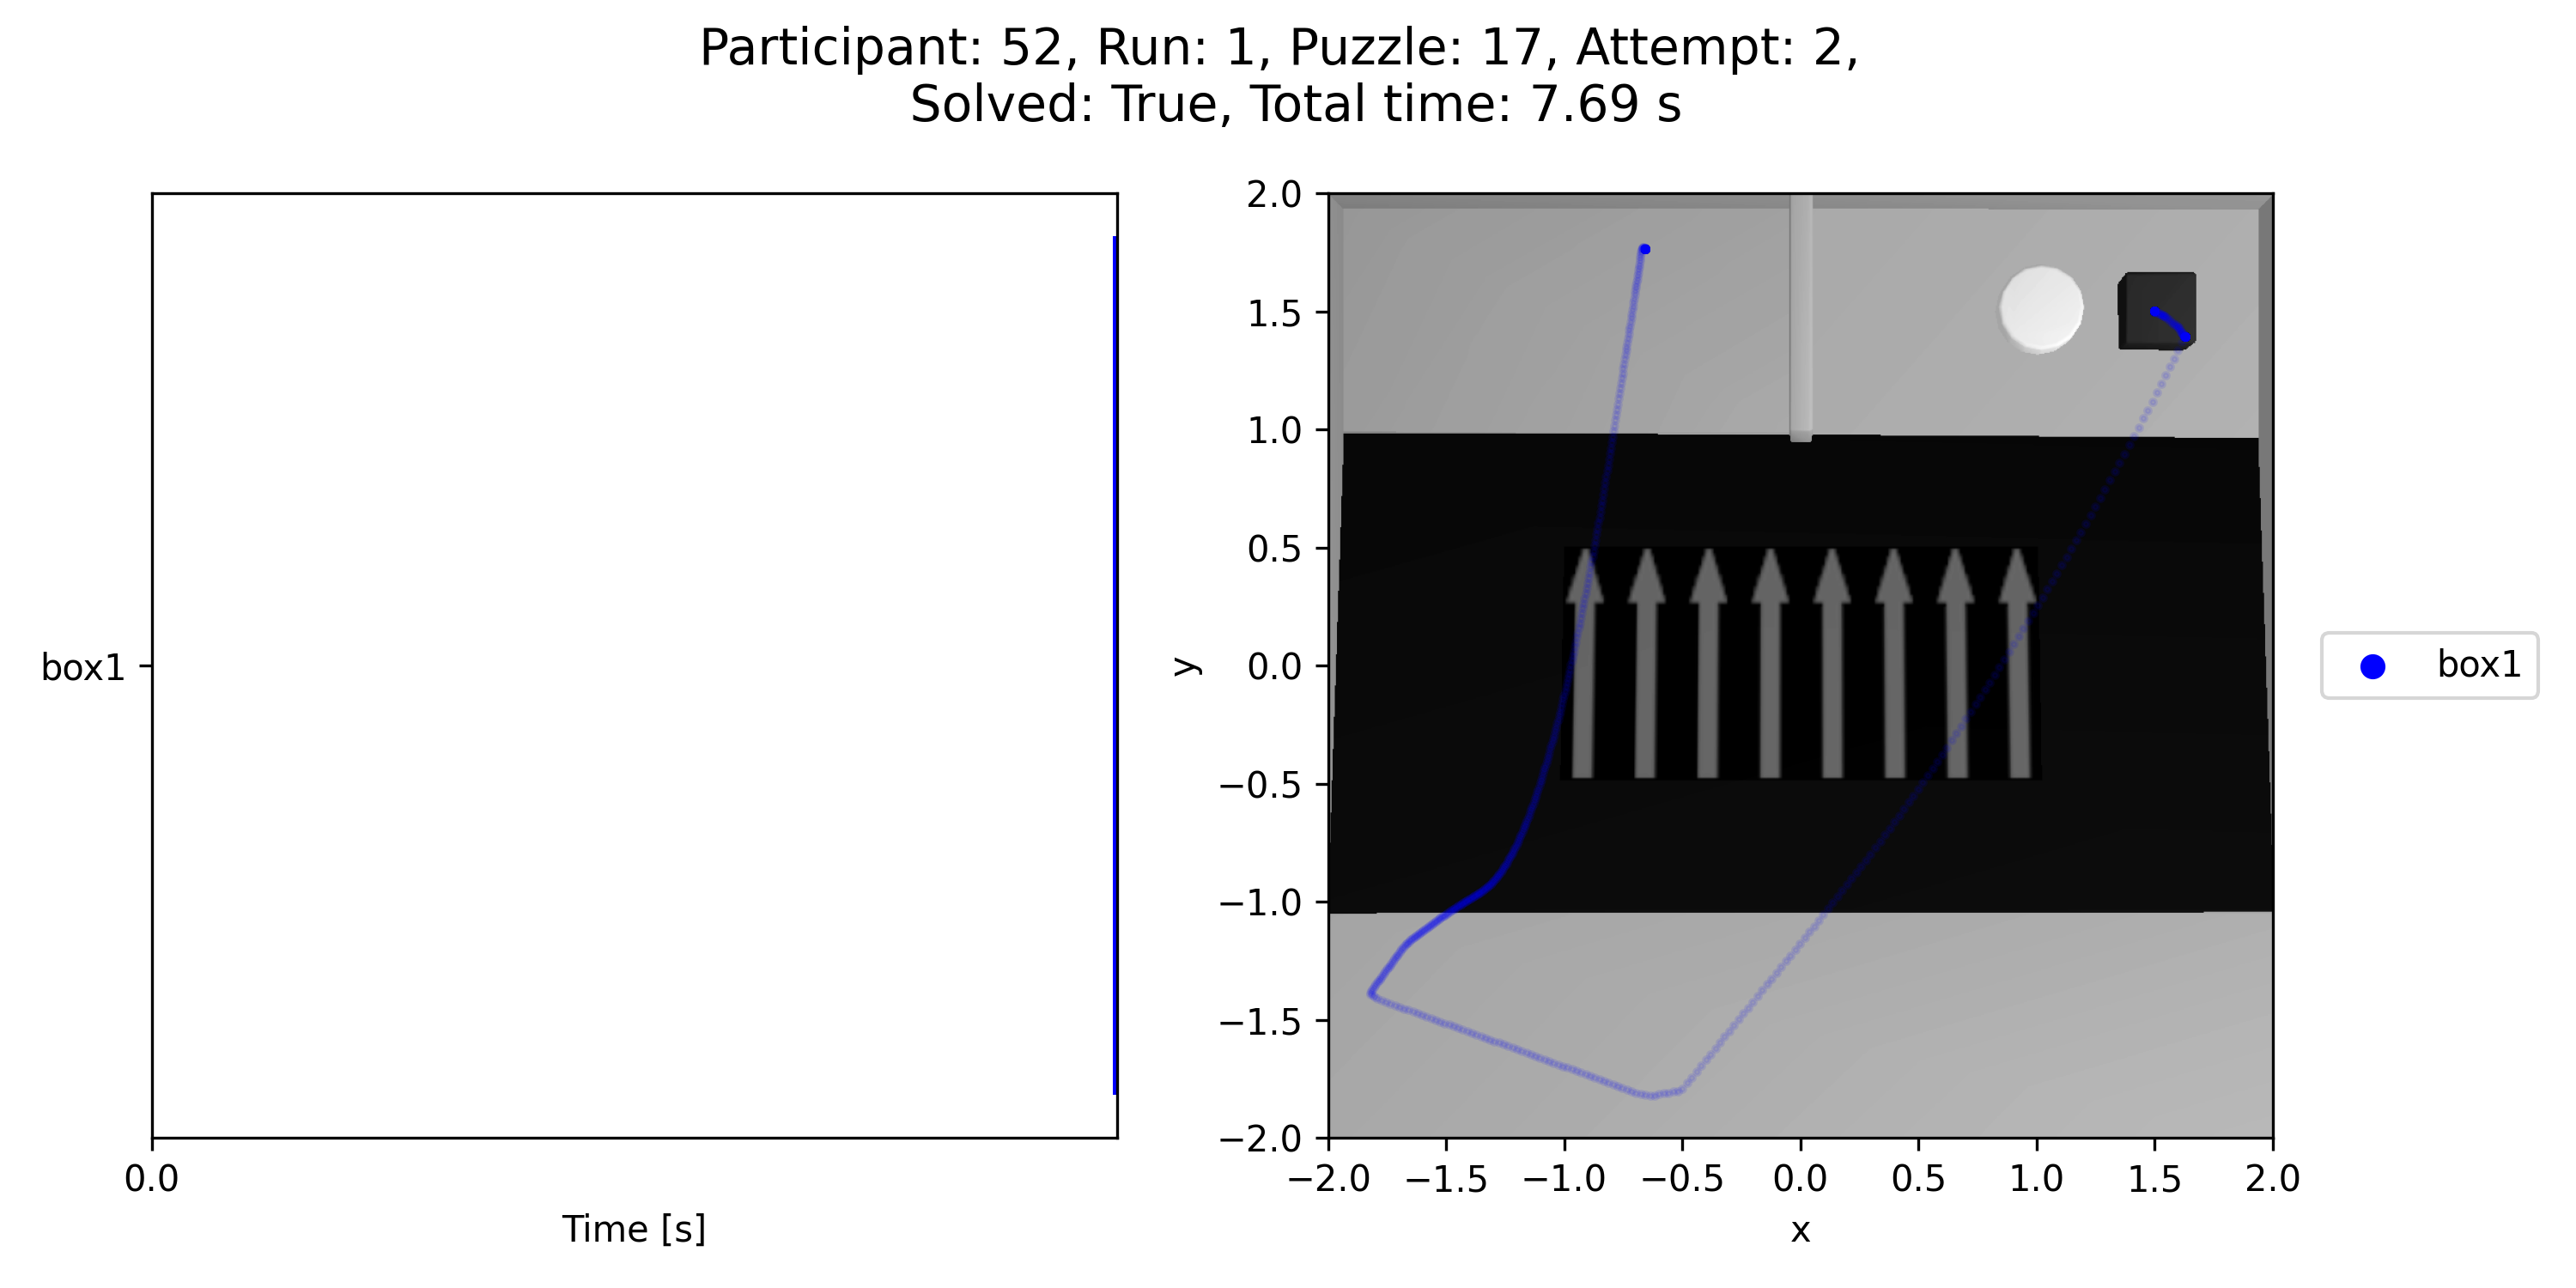 Participant: 52, Run: 1, Puzzle: 17, Attempt: 2,
Solved: True, Total time: 7.69 s
box1
0.0
Time [s]
2.0
1.5
1.0
0.5
0.0
−0.5
−1.0
−1.5
−2.0
y
−2.0 −1.5 −1.0 −0.5 0.0 0.5 1.0 1.5 2.0
x
box1